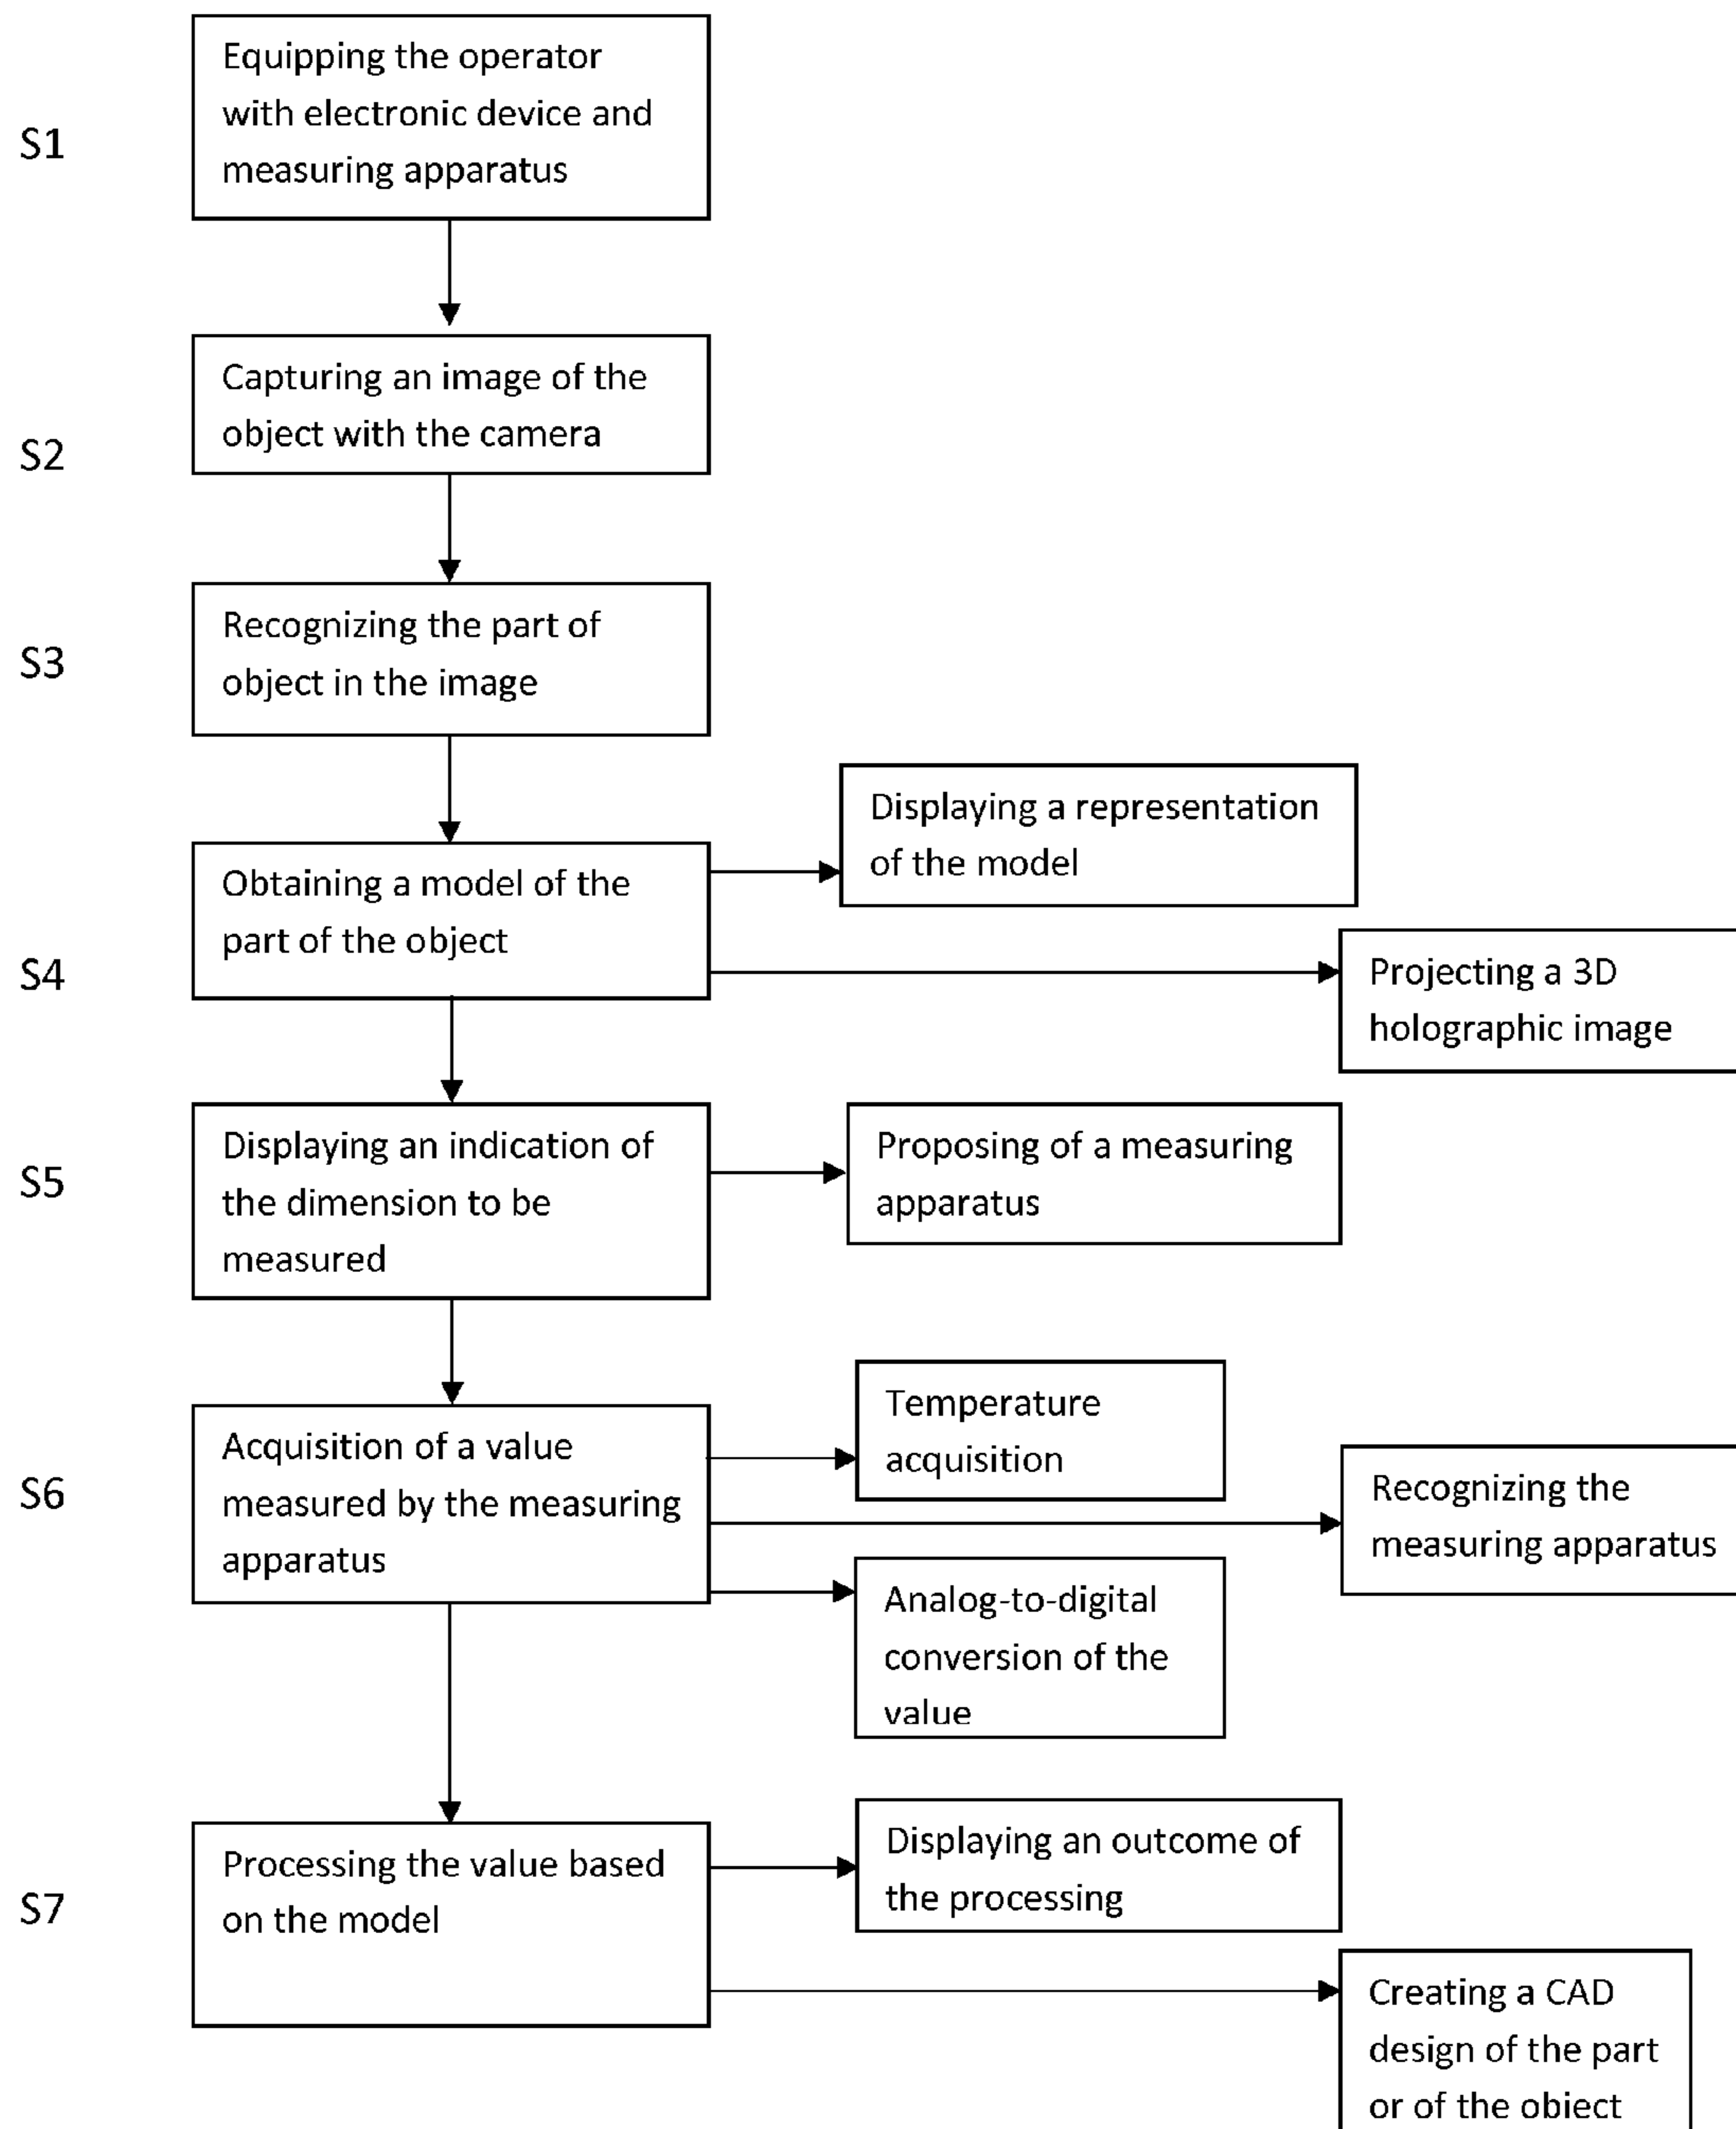 S1
Equipping the operator
with electronic device and
measuring apparatus
S2
Capturing an image of the
object with the camera
S3
Recognizing the part of
object in the image
S4
Obtaining a model of the
part of the object
Displaying a representation
of the model
Projecting a 3D
holographic image
S5
Displaying an indication of
the dimension to be
measured
Proposing of a measuring
apparatus
S6
Acquisition of a value
measured by the measuring
apparatus
Temperature
acquisition
Recognizing the
measuring apparatus
Analog-to-digital
conversion of the
value
S7
Processing the value based
on the model
Displaying an outcome of
the processing
Creating a CAD
design of the part
or of the object